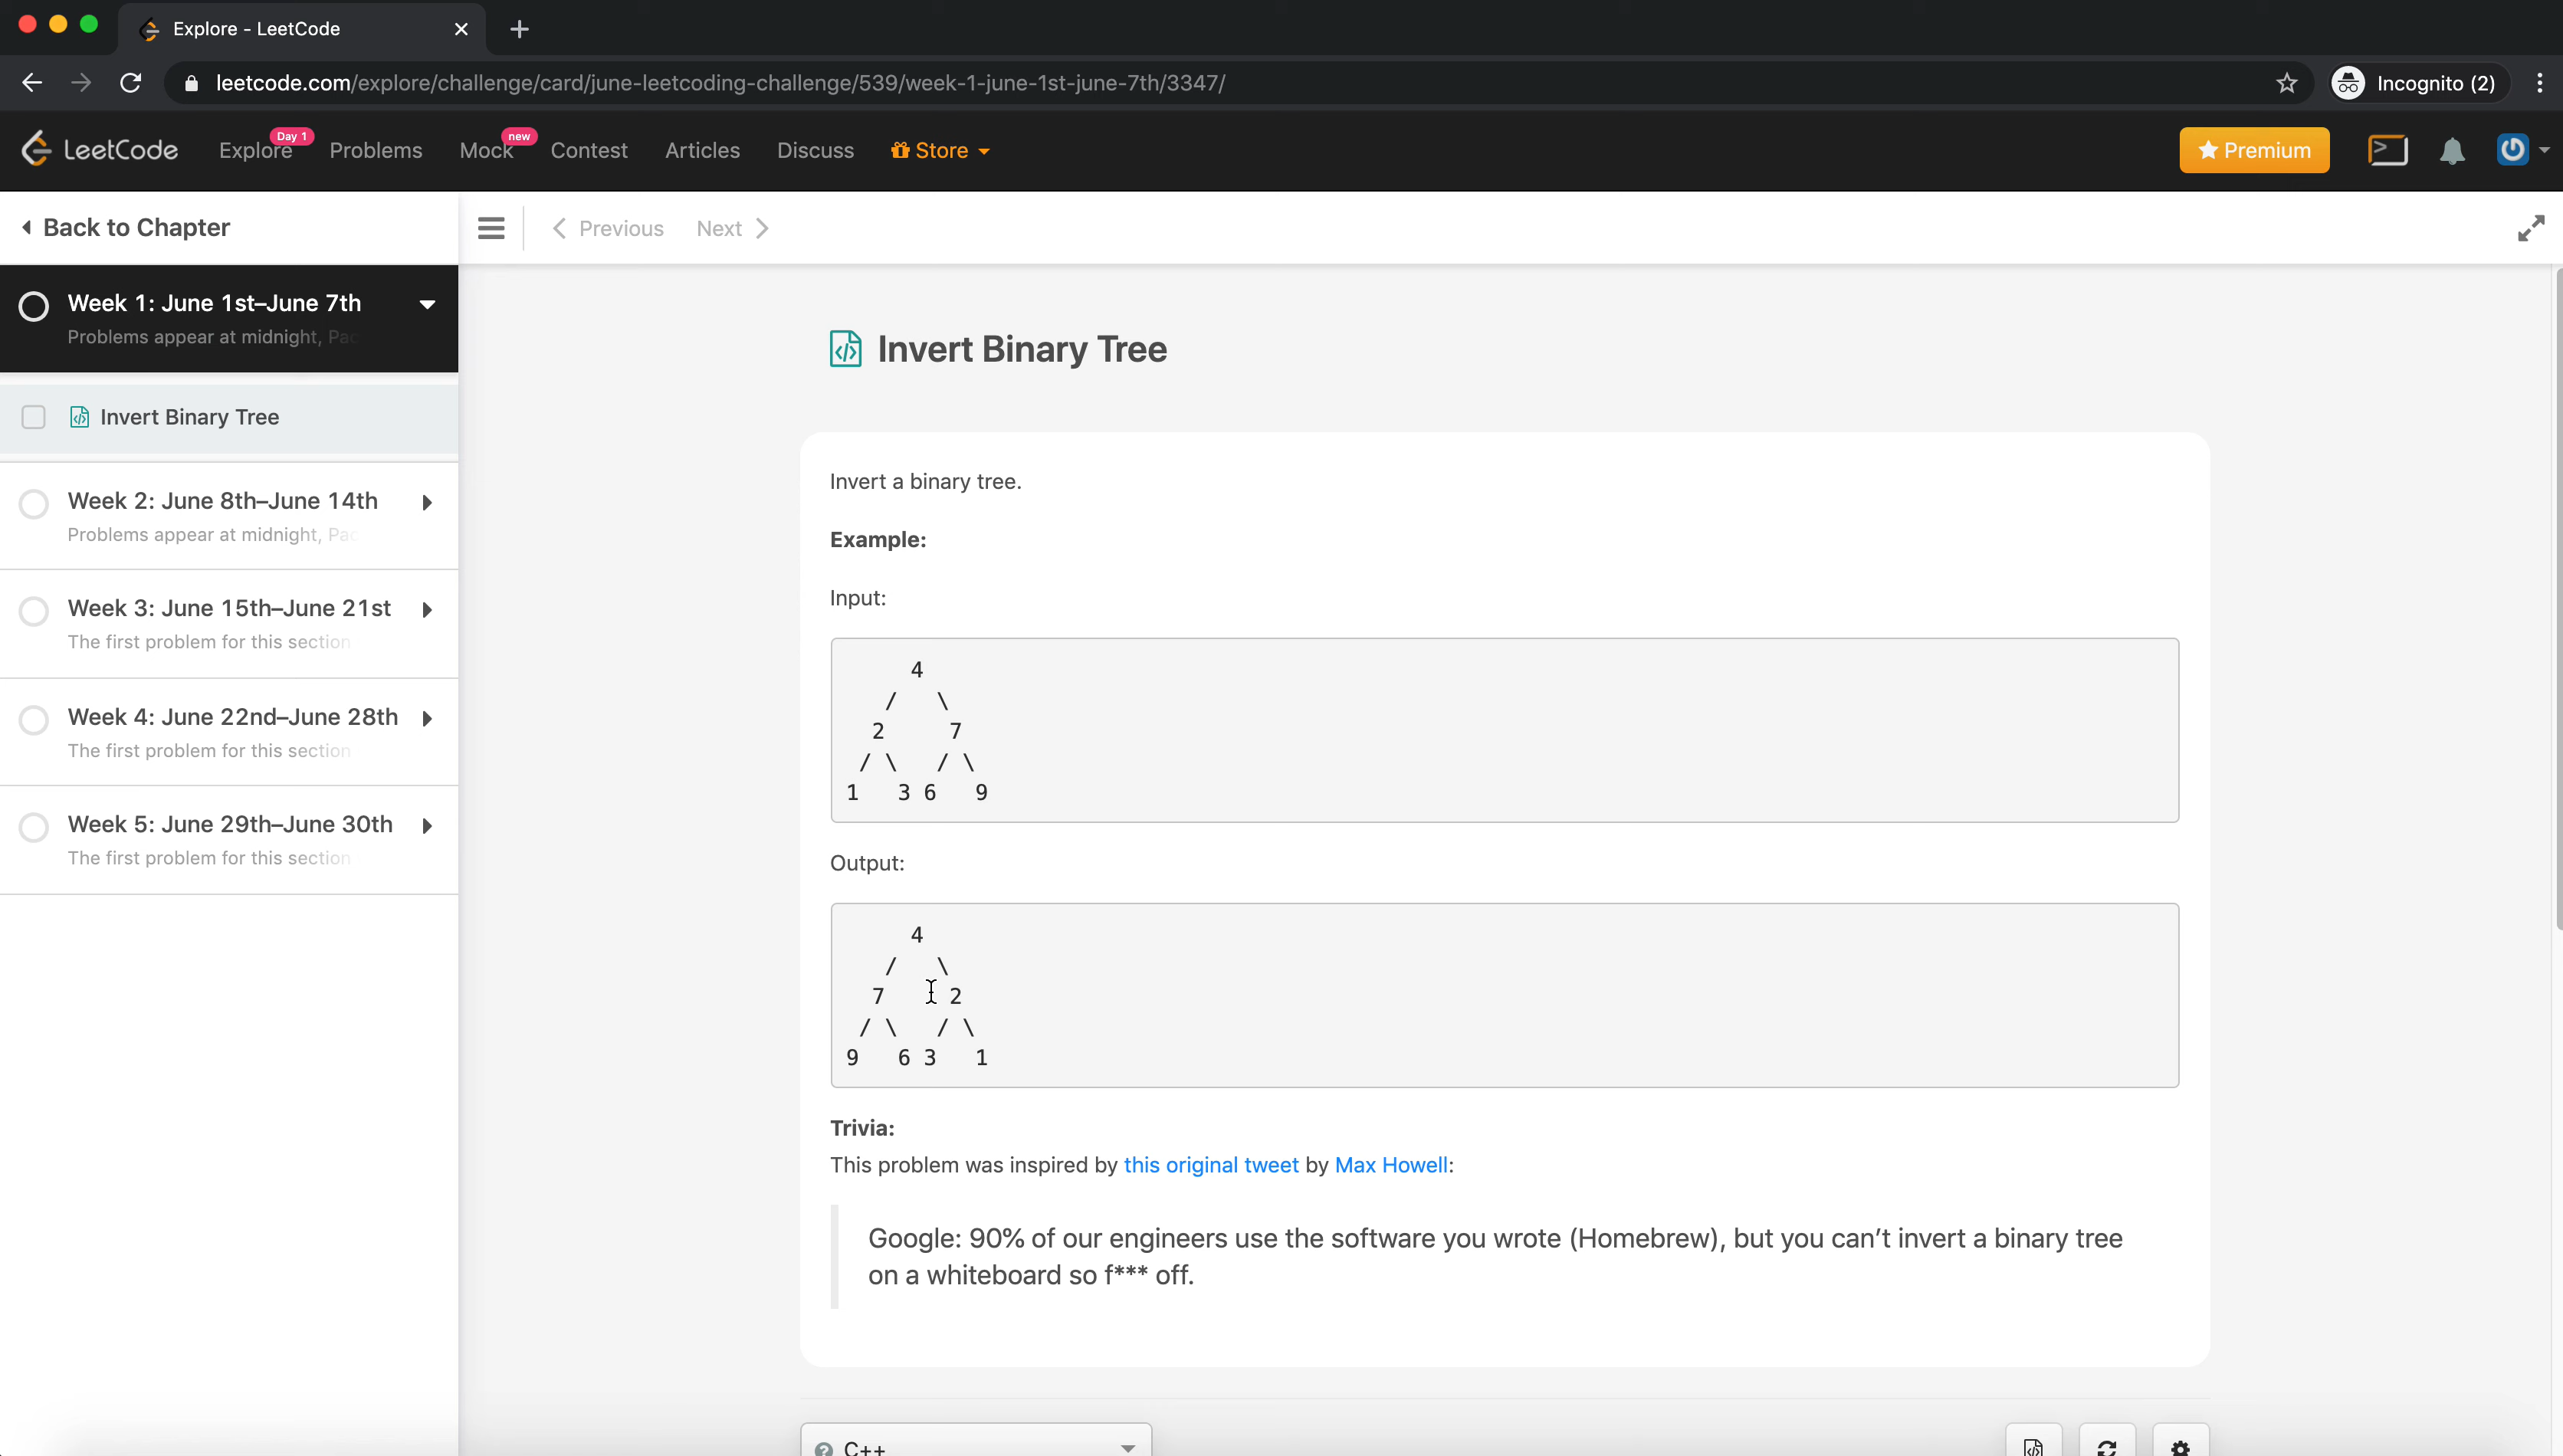 Explore - LeetCode
leetcode.com/explore/challenge/card/june-leetcoding-challenge/539/week-1-june-1st-june-7th/3347/
Incognito (2)
LeetCode
Explore Day 1 Problems Mock new Contest Articles Discuss Store
Premium
Back to Chapter
Previous Next
Week 1: June 1st–June 7th
Problems appear at midnight, Pac
Invert Binary Tree
Week 2: June 8th–June 14th
Problems appear at midnight, Pac
Week 3: June 15th–June 21st
The first problem for this section
Week 4: June 22nd–June 28th
The first problem for this section
Week 5: June 29th–June 30th
The first problem for this section
Invert Binary Tree
Invert a binary tree.
Example:
Input:
4
/ \
2 7
/ \ / \
1 3 6 9
Output:
4
/ \
7 2
/ \ / \
9 6 3 1
Trivia:
This problem was inspired by this original tweet by Max Howell:
Google: 90% of our engineers use the software you wrote (Homebrew), but you can’t invert a binary tree
on a whiteboard so f*** off.
C++